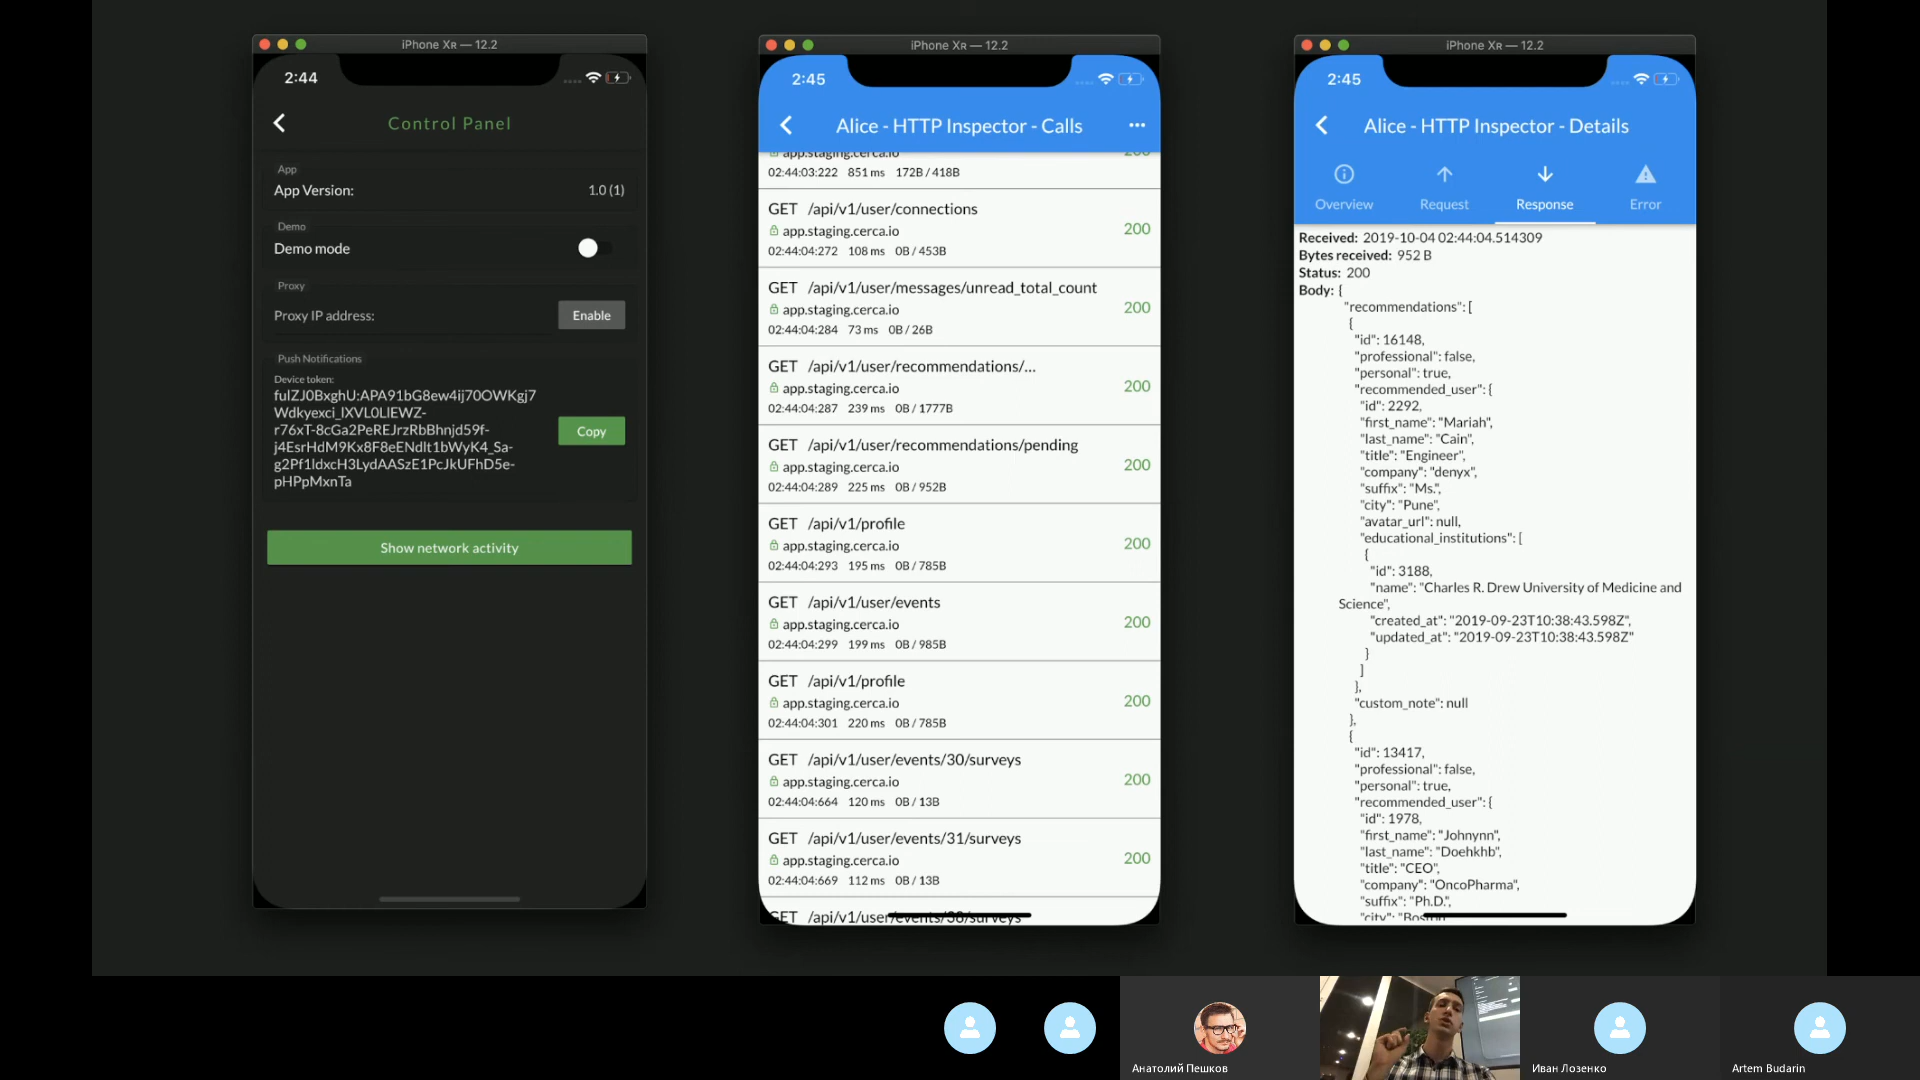 iPhone XR — 12.2
2:44
Control Panel
App
App Version:
1.0 (1)
Demo
Demo mode
Proxy
Proxy IP address:
Enable
Push Notifications
Device token:
fulZJ0BxghU:APA91bG8ew4ij70OWKgj7
Wdkyexci_lXVL0LlEWZ-
r76xT-8cGa2PeREJrzRbBhnjd59f-
j4EsrHdM9Kx8F8eENdlt1bWyK4_Sa-
g2Pf1ldxcH3LydAASzE1PcJkUFhD5e-
pHPpMxnTa
Copy
Show network activity
iPhone XR — 12.2
2:45
Alice - HTTP Inspector - Calls
app.staging.cerca.io
200
02:44:03:222 851 ms 172B / 418B
GET /api/v1/user/connections
app.staging.cerca.io
200
02:44:04:272 108 ms 0B / 453B
GET /api/v1/user/messages/unread_total_count
app.staging.cerca.io
200
02:44:04:284 73 ms 0B / 26B
GET /api/v1/user/recommendations/...
app.staging.cerca.io
200
02:44:04:287 239 ms 0B / 1777B
GET /api/v1/user/recommendations/pending
app.staging.cerca.io
200
02:44:04:289 225 ms 0B / 952B
GET /api/v1/profile
app.staging.cerca.io
200
02:44:04:293 195 ms 0B / 785B
GET /api/v1/user/events
app.staging.cerca.io
200
02:44:04:299 199 ms 0B / 985B
GET /api/v1/profile
app.staging.cerca.io
200
02:44:04:301 220 ms 0B / 785B
GET /api/v1/user/events/30/surveys
app.staging.cerca.io
200
02:44:04:664 120 ms 0B / 13B
GET /api/v1/user/events/31/surveys
app.staging.cerca.io
200
02:44:04:669 112 ms 0B / 13B
GET /api/v1/user/events/38/surveys
iPhone XR — 12.2
2:45
Alice - HTTP Inspector - Details
Overview
Request
Response
Error
Received: 2019-10-04 02:44:04.514309
Bytes received: 952 B
Status: 200
Body: {
"recommendations": [
{
"id": 16148,
"professional": false,
"personal": true,
"recommended_user": {
"id": 2292,
"first_name": "Mariah",
"last_name": "Cain",
"title": "Engineer",
"company": "denyx",
"suffix": "Ms.",
"city": "Pune",
"avatar_url": null,
"educational_institutions": [
{
"id": 3188,
"name": "Charles R. Drew University of Medicine and
Science",
"created_at": "2019-09-23T10:38:43.598Z",
"updated_at": "2019-09-23T10:38:43.598Z"
}
]
},
"custom_note": null
},
{
"id": 13417,
"professional": false,
"personal": true,
"recommended_user": {
"id": 1978,
"first_name": "Johnynn",
"last_name": "Doehkhb",
"title": "CEO",
"company": "OncoPharma",
"suffix": "Ph.D.",
"city": "Boston
Анатолий Пешков
Иван Лозенко
Artem Budarin